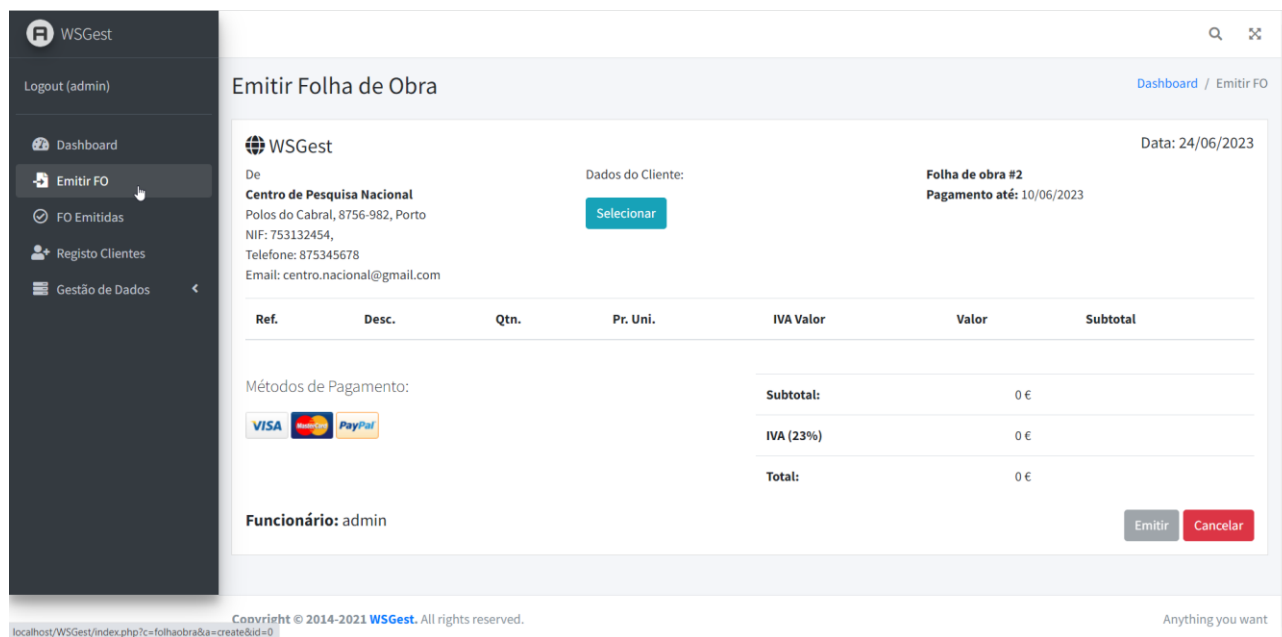 WSGest
Logout (admin)
Dashboard
Emitir FO
FO Emitidas
Registo Clientes
Gestão de Dados
Emitir Folha de Obra
Dashboard / Emitir FO
WSGest
Data: 24/06/2023
De
Centro de Pesquisa Nacional
Polos do Cabral, 8756-982, Porto
NIF: 753132454,
Telefone: 875345678
Email: centro.nacional@gmail.com
Dados do Cliente:
Selecionar
Folha de obra #2
Pagamento até: 10/06/2023
Ref. Desc. Qtn. Pr. Uni. IVA Valor Valor Subtotal
Métodos de Pagamento:
VISA MasterCard PayPal
Subtotal: 0 €
IVA (23%) 0 €
Total: 0 €
Funcionário: admin
Emitir Cancelar
Copyright © 2014-2021 WSGest. All rights reserved.
Anything you want
localhost/WSGest/index.php?c=folhaobra&a=create&id=0